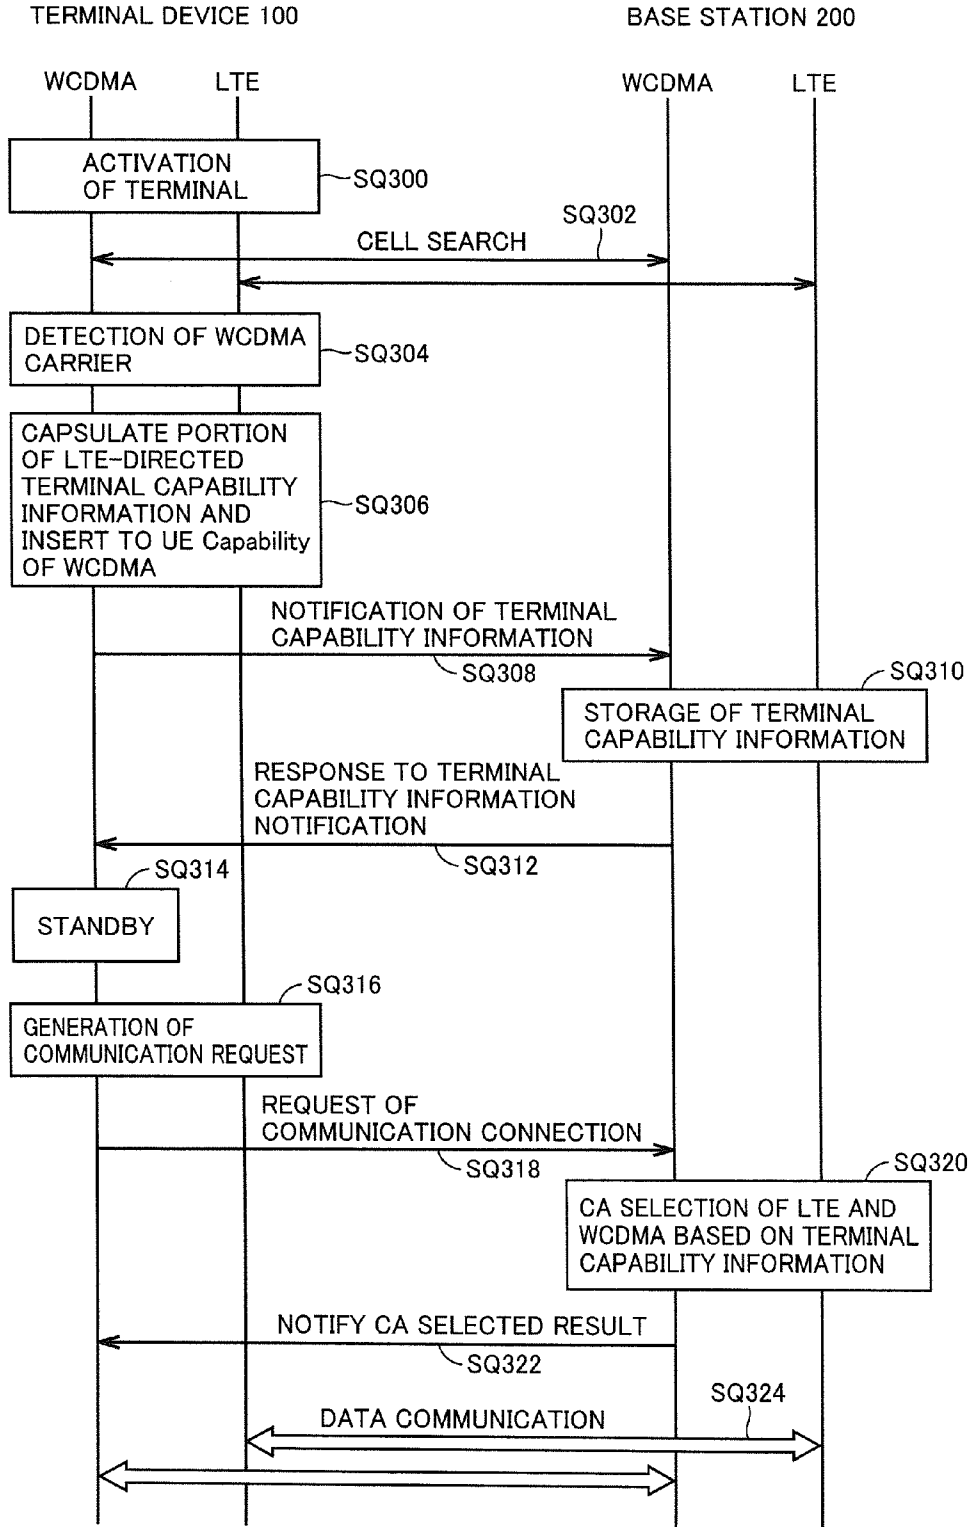 TERMINAL DEVICE 100
BASE STATION 200
WCDMA
LTE
WCDMA
LTE
ACTIVATION
OF TERMINAL
SQ300
SQ302
CELL SEARCH
DETECTION OF WCDMA
CARRIER
SQ304
CAPSULATE PORTION
OF LTE-DIRECTED
TERMINAL CAPABILITY
INFORMATION AND
INSERT TO UE Capability
OF WCDMA
SQ306
NOTIFICATION OF TERMINAL
CAPABILITY INFORMATION
SQ308
SQ310
STORAGE OF TERMINAL
CAPABILITY INFORMATION
RESPONSE TO TERMINAL
CAPABILITY INFORMATION
NOTIFICATION
SQ312
SQ314
STANDBY
SQ316
GENERATION OF
COMMUNICATION REQUEST
REQUEST OF
COMMUNICATION CONNECTION
SQ318
SQ320
CA SELECTION OF LTE AND
WCDMA BASED ON TERMINAL
CAPABILITY INFORMATION
NOTIFY CA SELECTED RESULT
SQ322
SQ324
DATA COMMUNICATION